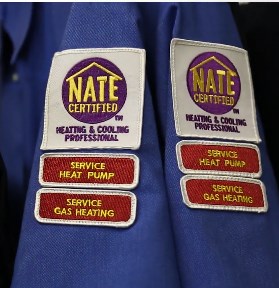 NATE
CERTIFIED
TM
HEATING & COOLING
PROFESSIONAL
SERVICE
HEAT PUMP
SERVICE
GAS HEATING
NATE
CERTIFIED
TM
HEATING & COOLING
PROFESSIONAL
SERVICE
HEAT PUMP
SERVICE
GAS HEATING